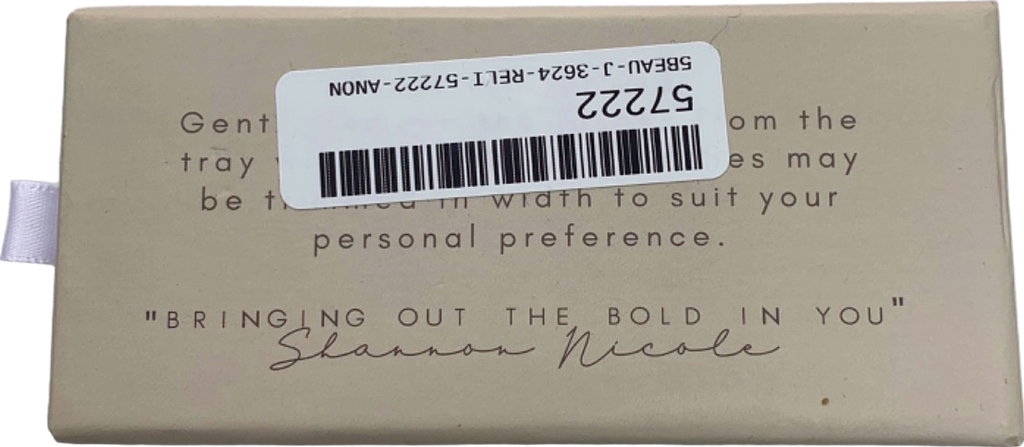 5BEAU-J-3624-RELI-57222-ANON
57222
Gent om the
tray es may
be in width to suit your
personal preference.
"BRINGING OUT THE BOLD IN YOU"
Shannon Nicole